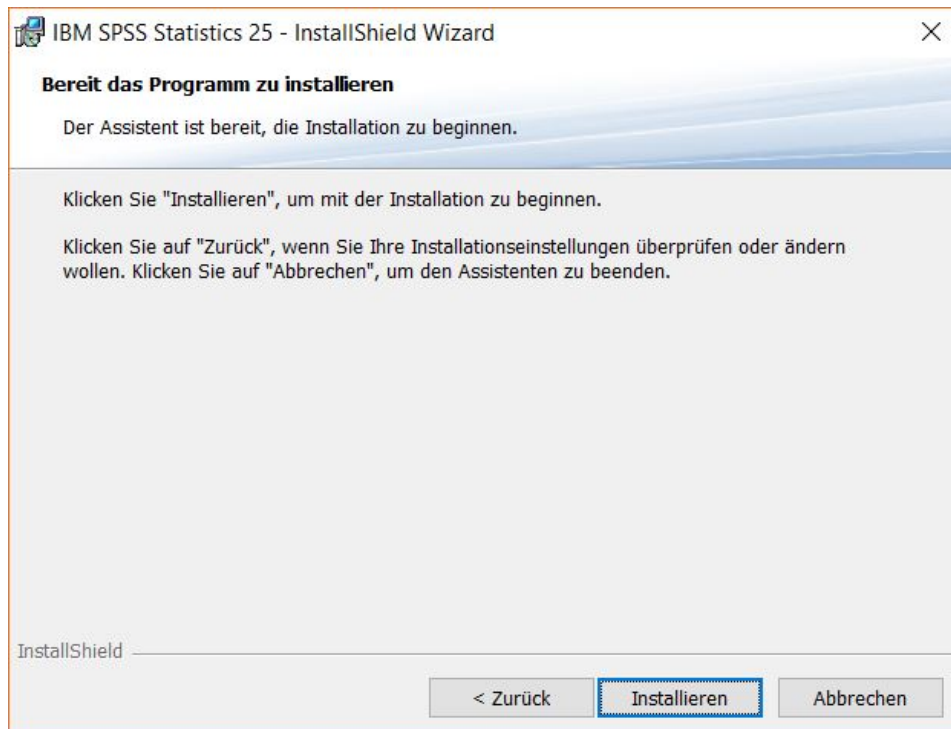 IBM SPSS Statistics 25 - InstallShield Wizard
Bereit das Programm zu installieren
Der Assistent ist bereit, die Installation zu beginnen.
Klicken Sie "Installieren", um mit der Installation zu beginnen.
Klicken Sie auf "Zurück", wenn Sie Ihre Installationseinstellungen überprüfen oder ändern
wollen. Klicken Sie auf "Abbrechen", um den Assistenten zu beenden.
InstallShield
< Zurück Installieren Abbrechen